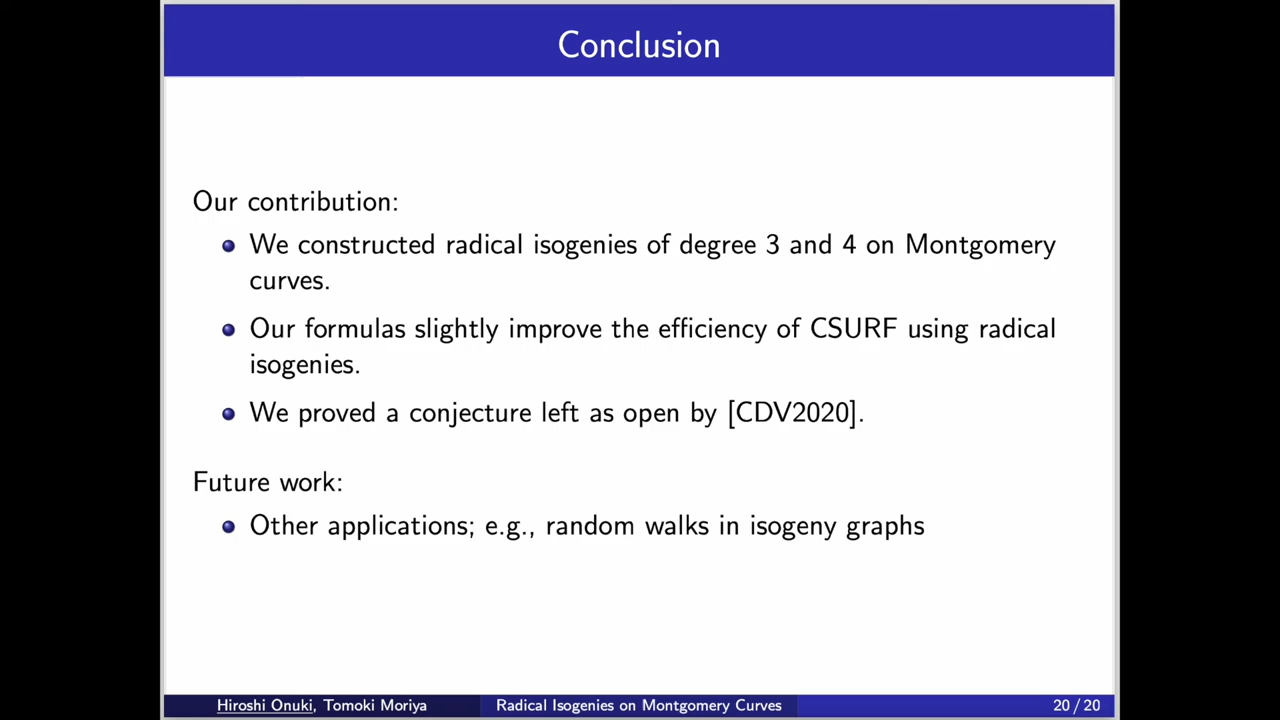 Conclusion
Our contribution:
We constructed radical isogenies of degree 3 and 4 on Montgomery
curves.
Our formulas slightly improve the efficiency of CSURF using radical
isogenies.
We proved a conjecture left as open by [CDV2020].
Future work:
Other applications; e.g., random walks in isogeny graphs
Hiroshi Onuki, Tomoki Moriya Radical Isogenies on Montgomery Curves 20 / 20